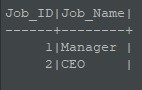 Job_ID|Job_Name|
------+--------+
     1|Manager |
     2|CEO     |